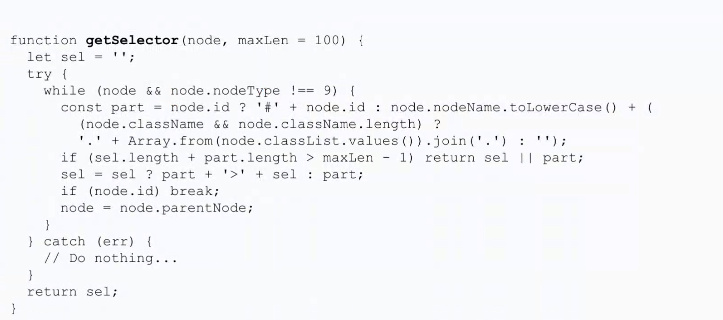 function getSelector(node, maxLen = 100) {
  let sel = '';
  try {
    while (node && node.nodeType !== 9) {
      const part = node.id ? '#' + node.id : node.nodeName.toLowerCase() + (
        (node.className && node.className.length) ?
        '.' + Array.from(node.classList.values()).join('.') : '');
      if (sel.length + part.length > maxLen - 1) return sel || part;
      sel = sel ? part + '>' + sel : part;
      if (node.id) break;
      node = node.parentNode;
    }
  } catch (err) {
    // Do nothing...
  }
  return sel;
}